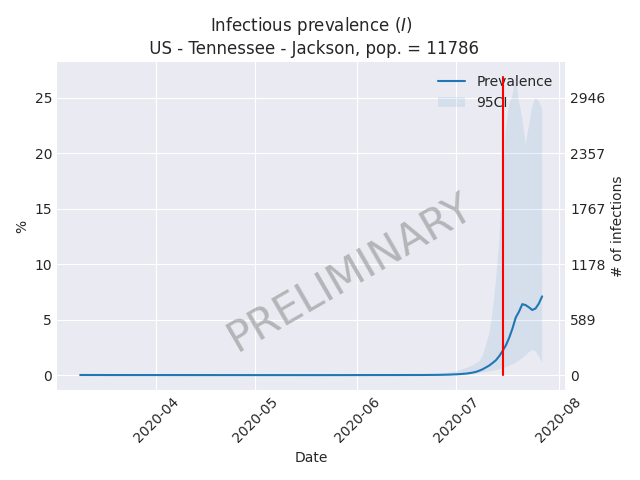 Infectious prevalence (I)
US - Tennessee - Jackson, pop. = 11786
Prevalence
95CI
25
20
15
10
5
0
%
2946
2357
1767
1178
589
0
# of infections
PRELIMINARY
2020-04
2020-05
2020-06
2020-07
2020-08
Date